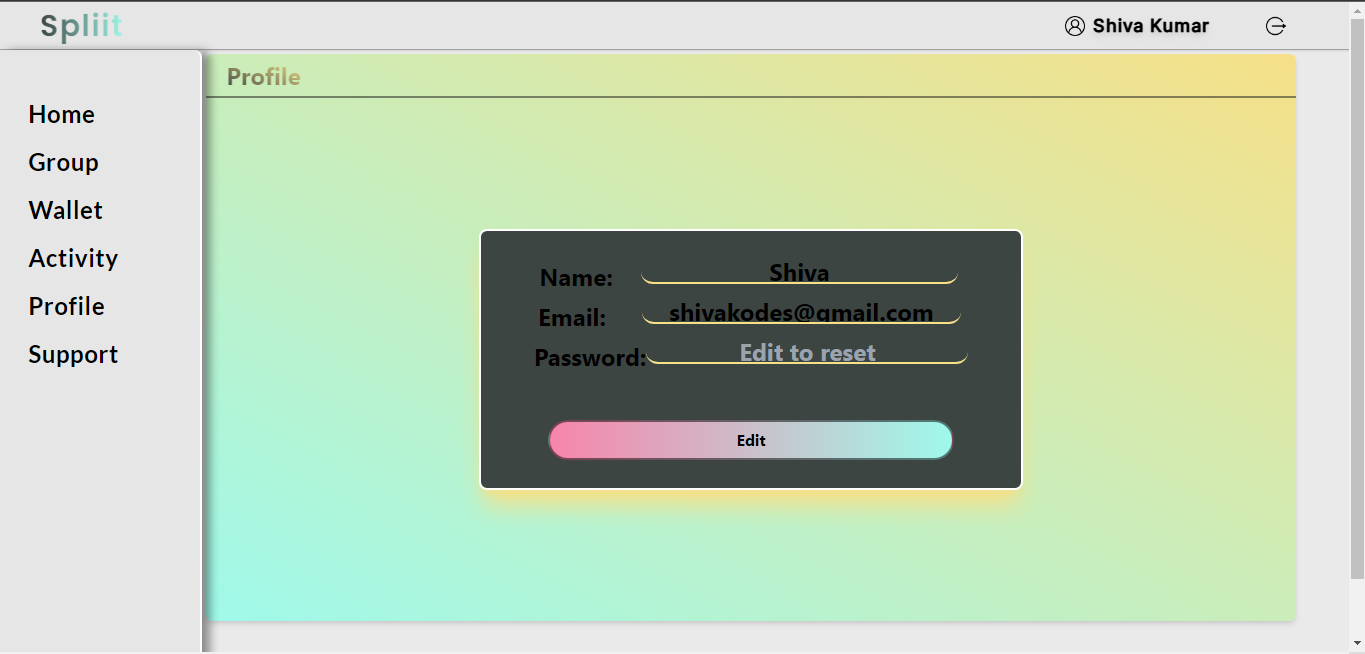 Spliit
Shiva Kumar
Home
Group
Wallet
Activity
Profile
Support
Profile
Name: Shiva
Email: shivakodes@gmail.com
Password: Edit to reset
Edit